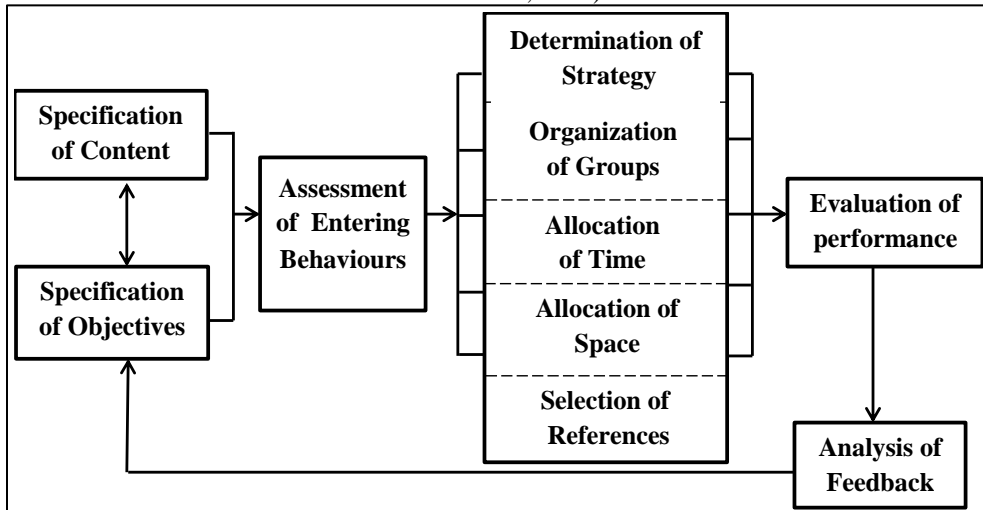 Specification
of Content
Specification
of Objectives
Assessment
of Entering
Behaviours
Determination of
Strategy
Organization
of Groups
Allocation
of Time
Allocation of
Space
Selection of
References
Evaluation of
performance
Analysis of
Feedback